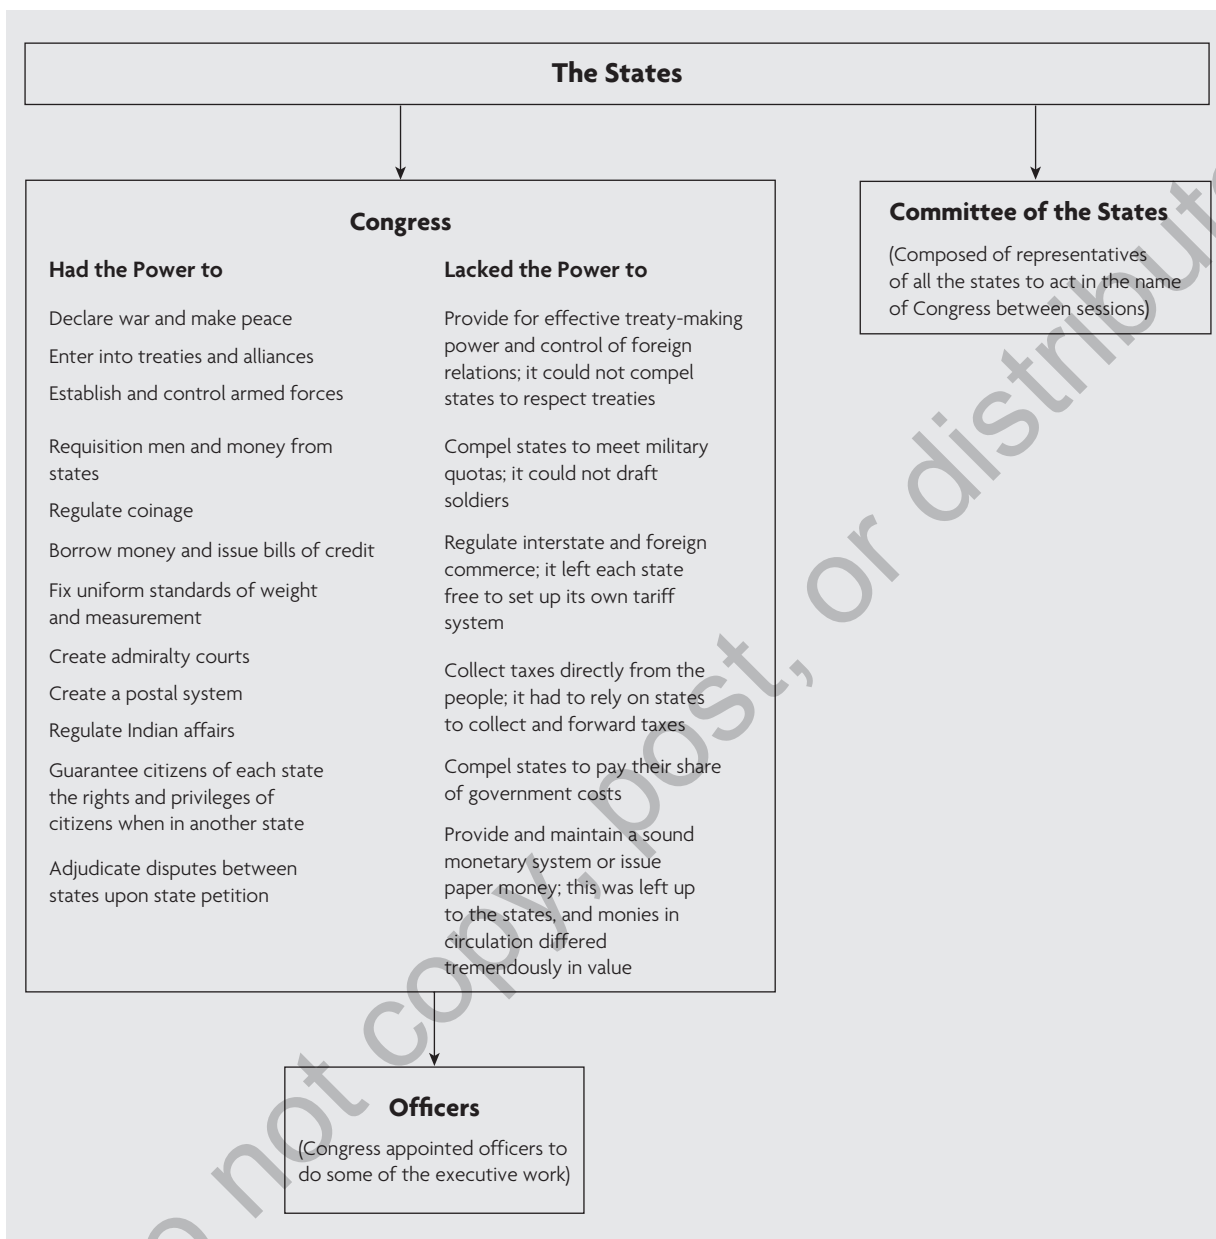 The States
Congress
Had the Power to
Declare war and make peace
Enter into treaties and alliances
Establish and control armed forces
Requisition men and money from
states
Regulate coinage
Borrow money and issue bills of credit
Fix uniform standards of weight
and measurement
Create admiralty courts
Create a postal system
Regulate Indian affairs
Guarantee citizens of each state
the rights and privileges of
citizens when in another state
Adjudicate disputes between
states upon state petition
Lacked the Power to
Provide for effective treaty-making
power and control of foreign
relations; it could not compel
states to respect treaties
Compel states to meet military
quotas; it could not draft
soldiers
Regulate interstate and foreign
commerce; it left each state
free to set up its own tariff
system
Collect taxes directly from the
people; it had to rely on states
to collect and forward taxes
Compel states to pay their share
of government costs
Provide and maintain a sound
monetary system or issue
paper money; this was left up
to the states, and monies in
circulation differed
tremendously in value
Committee of the States
(Composed of representatives
of all the states to act in the name
of Congress between sessions)
Officers
(Congress appointed officers to
do some of the executive work)
not copy, post, or distribute